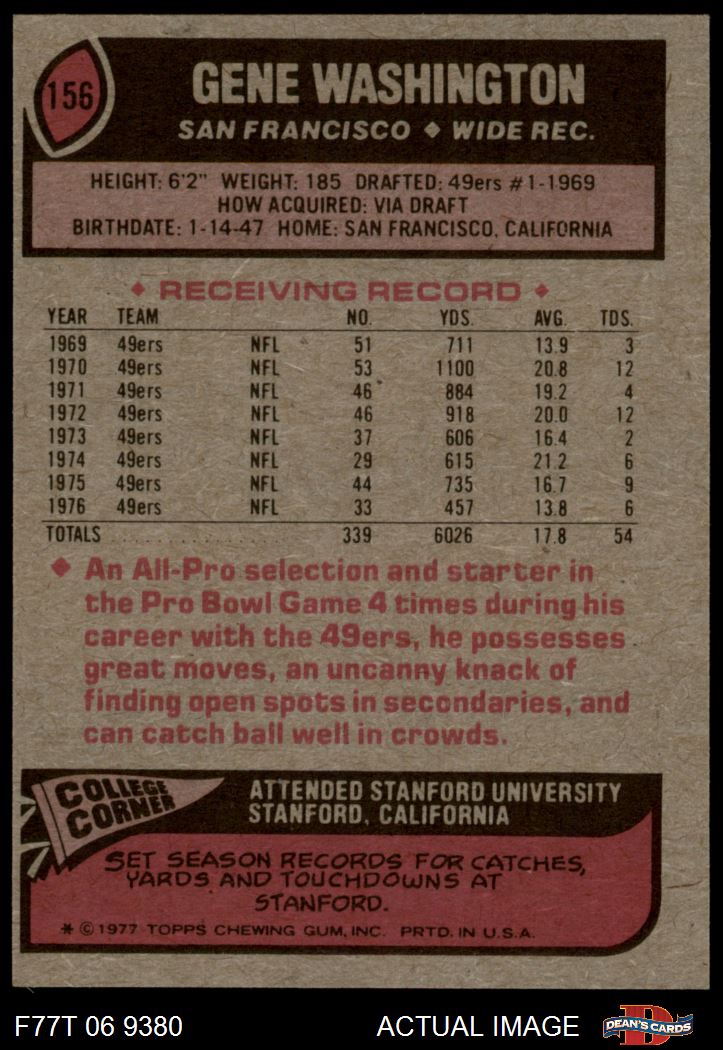 156
GENE WASHINGTON
SAN FRANCISCO ◆ WIDE REC.
HEIGHT: 6'2" WEIGHT: 185 DRAFTED: 49ers #1-1969
HOW ACQUIRED: VIA DRAFT
BIRTHDATE: 1-14-47 HOME: SAN FRANCISCO, CALIFORNIA
◆ RECEIVING RECORD ◆
YEAR TEAM NO. YDS. AVG. TDS.
1969 49ers NFL 51 711 13.9 3
1970 49ers NFL 53 1100 20.8 12
1971 49ers NFL 46 884 19.2 4
1972 49ers NFL 46 918 20.0 12
1973 49ers NFL 37 606 16.4 2
1974 49ers NFL 29 615 21.2 6
1975 49ers NFL 44 735 16.7 9
1976 49ers NFL 33 457 13.8 6
TOTALS . . . . . . . . . . . . . . . . . 339 6026 17.8 54
◆ An All-Pro selection and starter in
the Pro Bowl Game 4 times during his
career with the 49ers, he possesses
great moves, an uncanny knack of
finding open spots in secondaries, and
can catch ball well in crowds.
COLLEGE
CORNER
ATTENDED STANFORD UNIVERSITY
STANFORD, CALIFORNIA
SET SEASON RECORDS FOR CATCHES,
YARDS AND TOUCHDOWNS AT
STANFORD.
* © 1977 TOPPS CHEWING GUM, INC. PRTD. IN U.S.A.
F77T 06 9380 ACTUAL IMAGE
D
DEAN'S CARDS